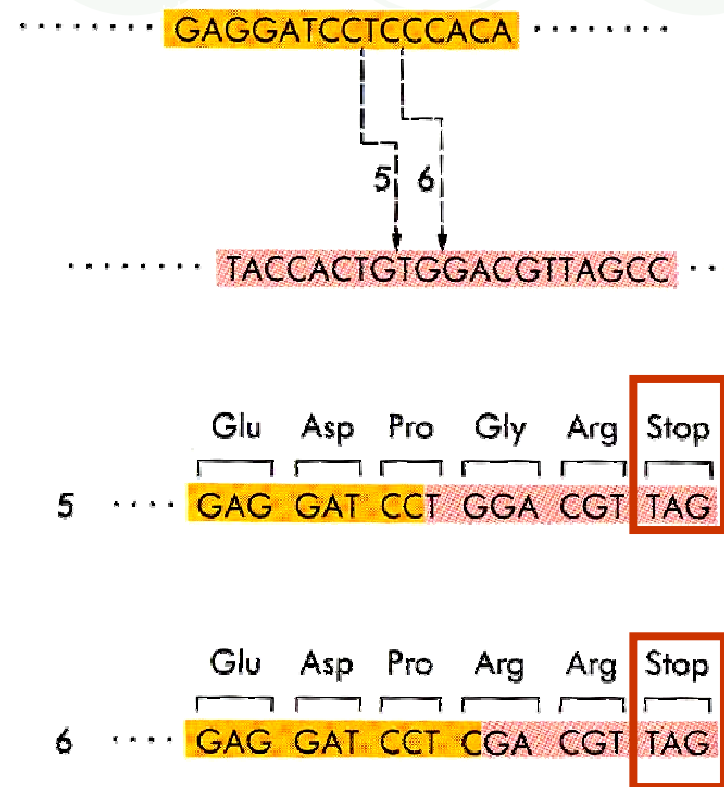 GAGGATCCTCCCACA
5 6
TACCACTGTGGACGTTAGCC
Glu Asp Pro Gly Arg Stop
5 GAG GAT CCT GGA CGT TAG
Glu Asp Pro Arg Arg Stop
6 GAG GAT CCT CGA CGT TAG